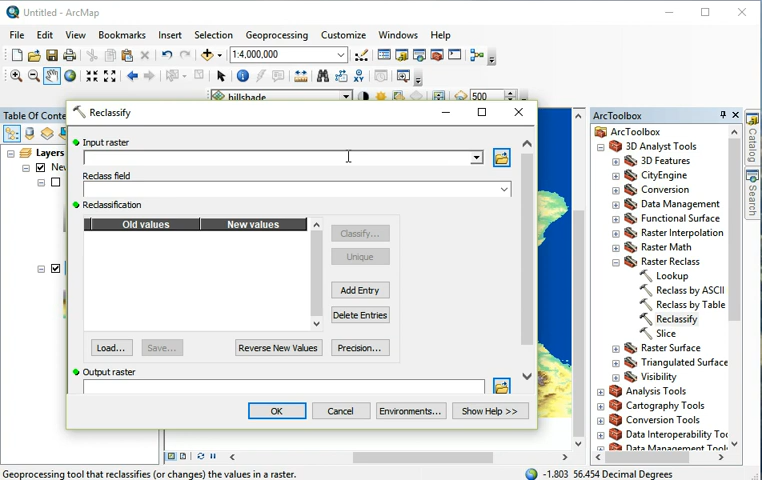 Untitled - ArcMap
File Edit View Bookmarks Insert Selection Geoprocessing Customize Windows Help
1:4,000,000
hillshade 500
Table Of Conte
Layers
Nev
Reclassify
Input raster
Reclass field
Reclassification
Old values New values
Classify...
Unique
Add Entry
Delete Entries
Load... Save... Reverse New Values Precision...
Output raster
OK Cancel Environments... Show Help >>
ArcToolbox
ArcToolbox
3D Analyst Tools
3D Features
CityEngine
Conversion
Data Management
Functional Surface
Raster Interpolation
Raster Math
Raster Reclass
Lookup
Reclass by ASCII
Reclass by Table
Reclassify
Slice
Raster Surface
Triangulated Surface
Visibility
Analysis Tools
Cartography Tools
Conversion Tools
Data Interoperability Too
Data Management Tool
Catalog
Search
Geoprocessing tool that reclassifies (or changes) the values in a raster.
-1.803 56.454 Decimal Degrees